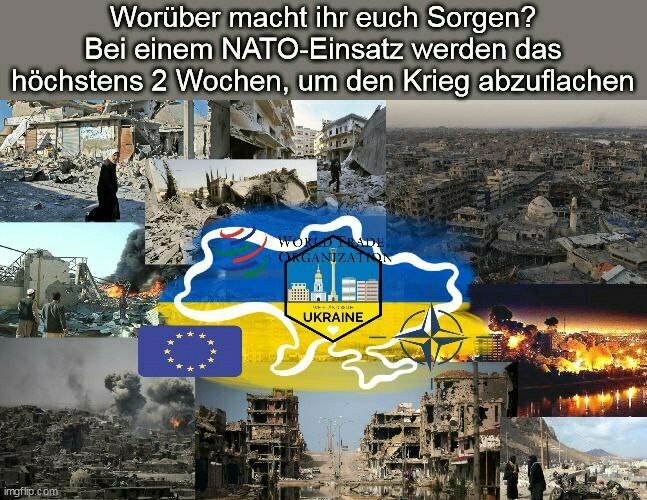 Worüber macht ihr euch Sorgen?
Bei einem NATO-Einsatz werden das
höchstens 2 Wochen, um den Krieg abzuflachen
WORLD TRADE
ORGANIZATION
UKRAINE
imgflip.com